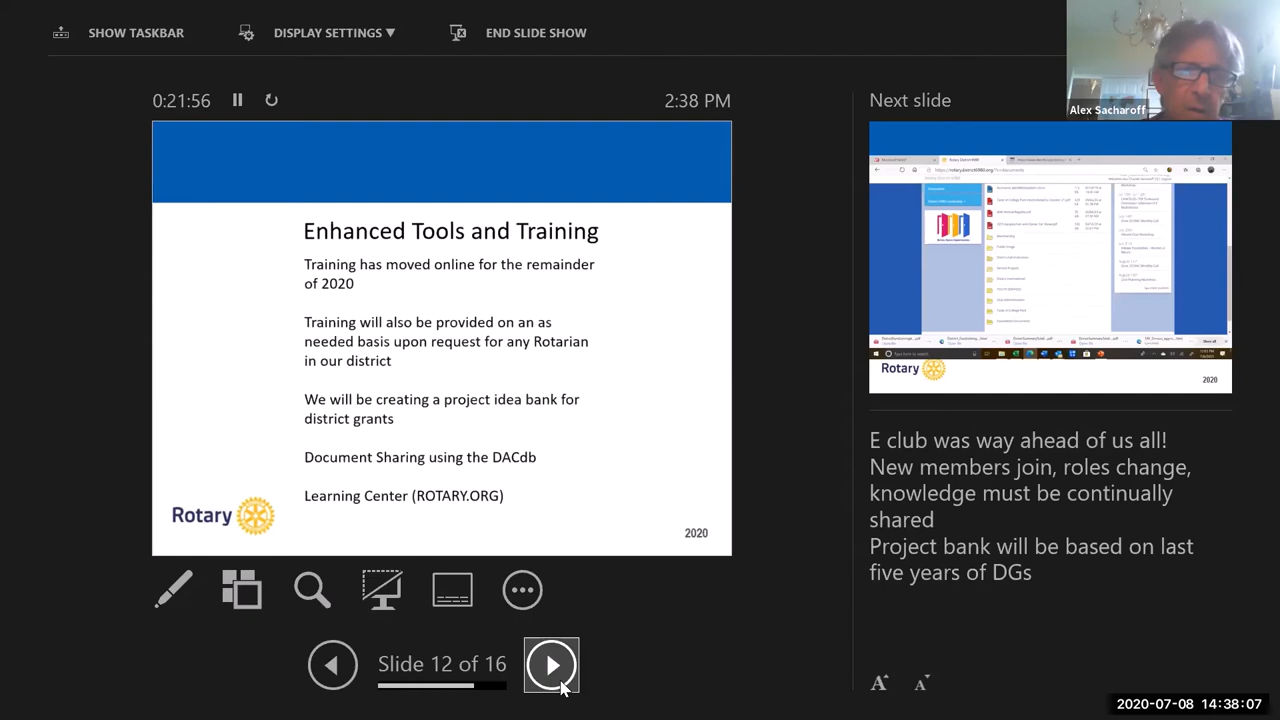 SHOW TASKBAR
DISPLAY SETTINGS ▼
END SLIDE SHOW
Alex Sacharoff
0:21:56
2:38 PM
Next slide
Enhanced Tools and Training
Training has moved
for the remainder
of 2020
Training will also be provided on an as
needed basis upon request for any Rotarian
in our district
We will be creating a project idea bank for
district grants
Document Sharing using the DACdb
Learning Center (ROTARY.ORG)
Rotary
2020
Rotary
2020
E club was way ahead of us all!
New members join, roles change,
knowledge must be continually
shared
Project bank will be based on last
five years of DGs
Slide 12 of 16
A A
2020-07-08 14:38:07